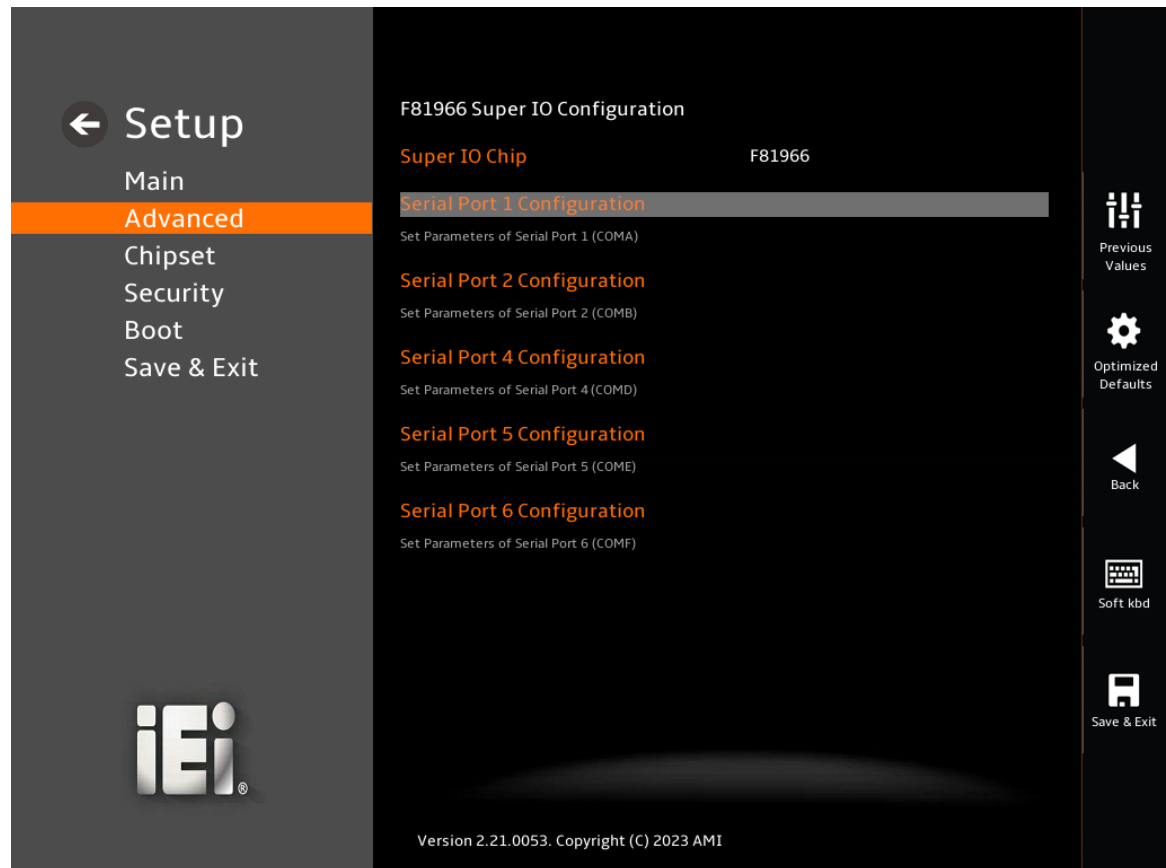 Setup
Main
Advanced
Chipset
Security
Boot
Save & Exit
iEi®
F81966 Super IO Configuration
Super IO Chip F81966
Serial Port 1 Configuration
Set Parameters of Serial Port 1 (COMA)
Serial Port 2 Configuration
Set Parameters of Serial Port 2 (COMB)
Serial Port 4 Configuration
Set Parameters of Serial Port 4 (COMD)
Serial Port 5 Configuration
Set Parameters of Serial Port 5 (COME)
Serial Port 6 Configuration
Set Parameters of Serial Port 6 (COMF)
Version 2.21.0053. Copyright (C) 2023 AMI
Previous
Values
Optimized
Defaults
Back
Soft kbd
Save & Exit